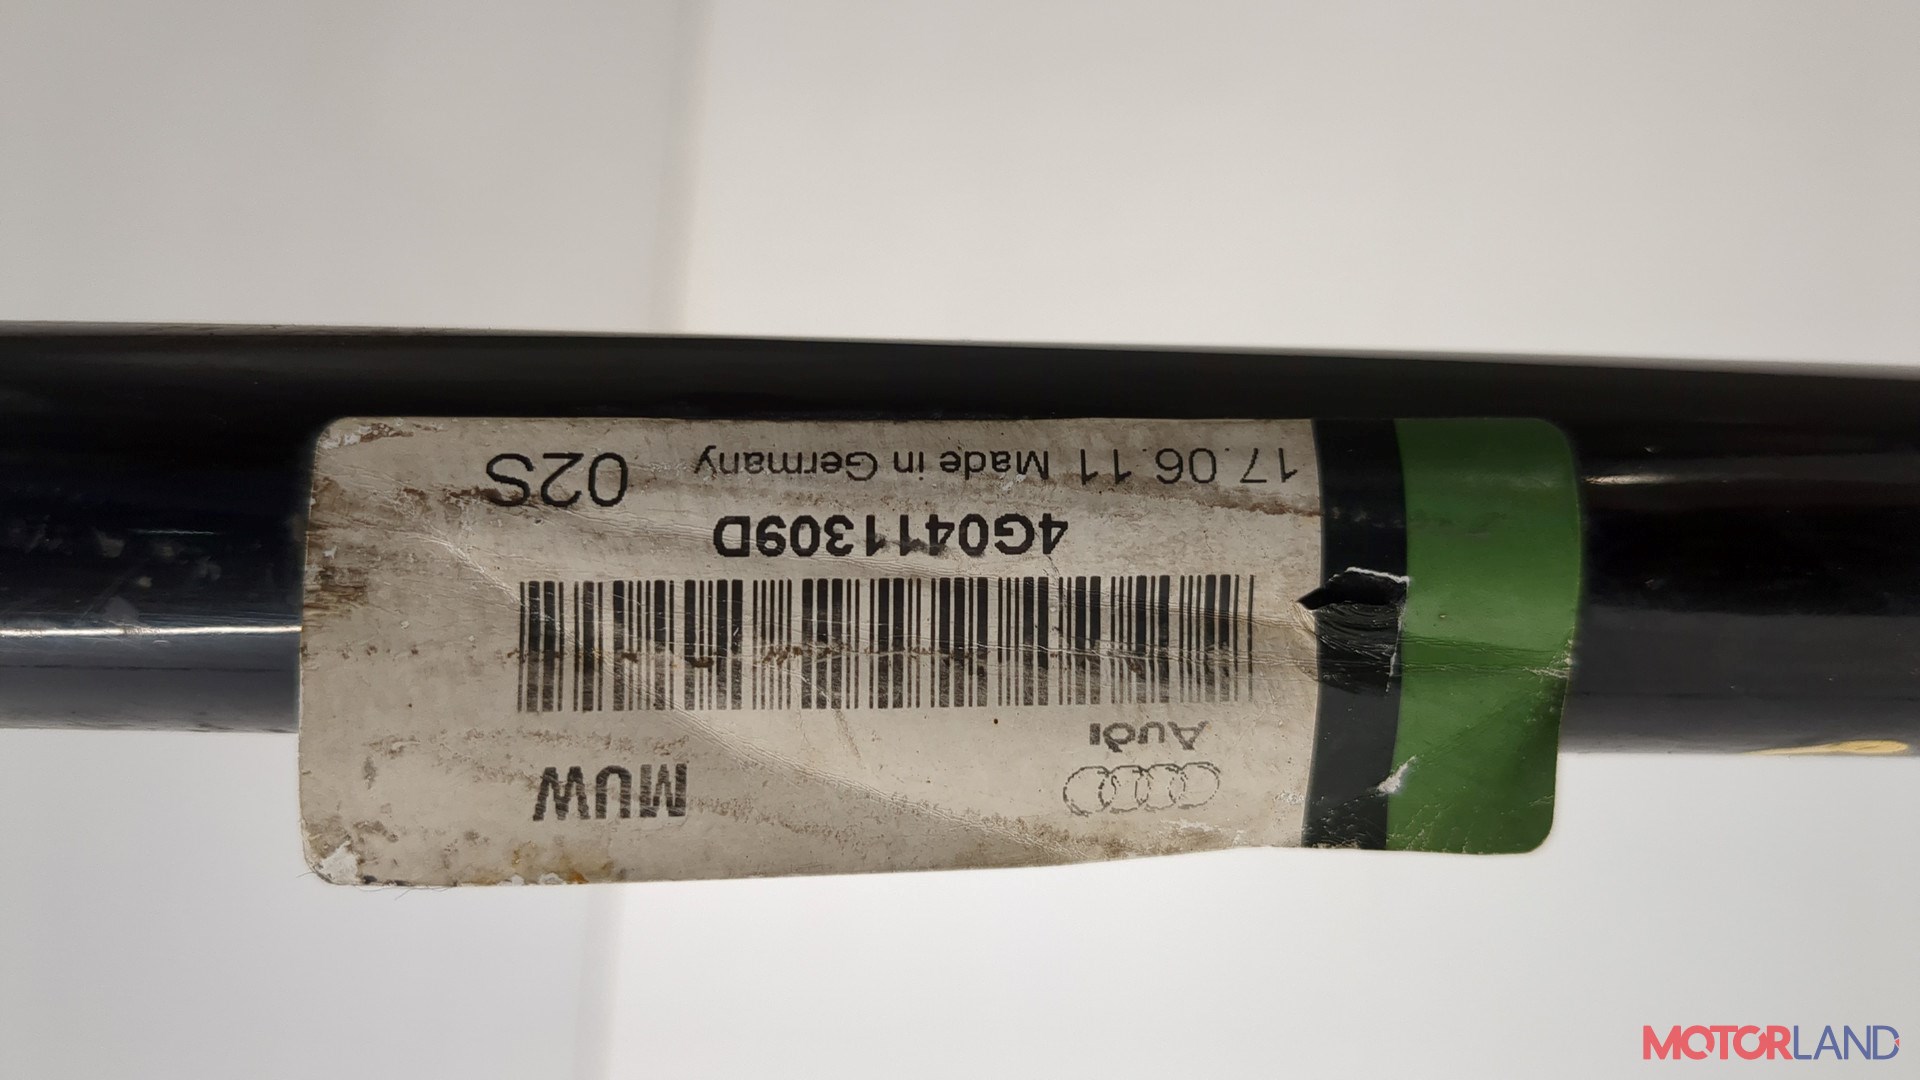 17.06.11 Made in Germany 02S
4G0411309D
Audi
MUW
MOTORLAND